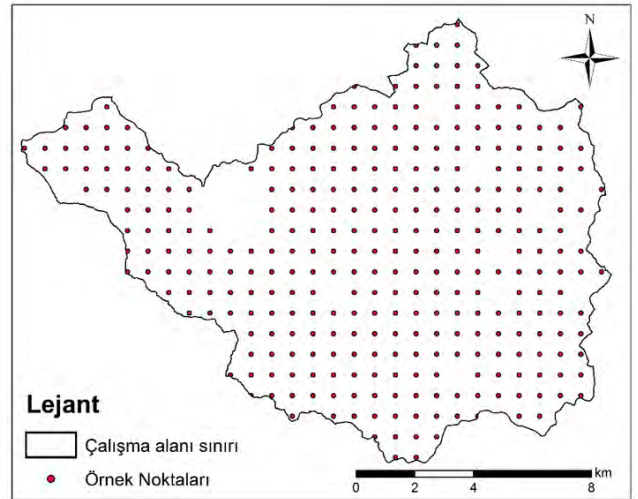 N
Lejant
Çalışma alanı sınırı
Örnek Noktaları
km
0 2 4 8